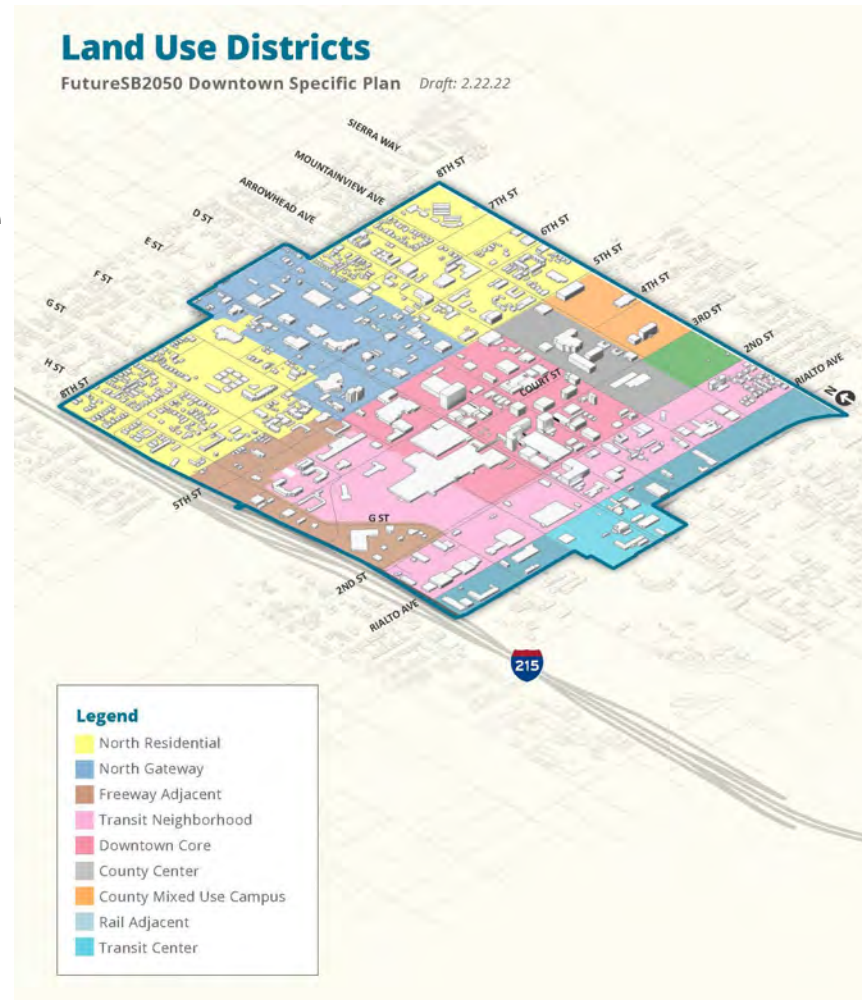 Land Use Districts
FutureSB2050 Downtown Specific Plan Draft: 2.22.22
SIERRA WAY
MOUNTAINVIEW AVE
ARROWHEAD AVE
D ST
E ST
F ST
G ST
H ST
8TH ST
8TH ST
7TH ST
6TH ST
5TH ST
4TH ST
3RD ST
2ND ST
RIALTO AVE
N
COURT ST
5TH ST
G ST
2ND ST
RIALTO AVE
215
Legend
North Residential
North Gateway
Freeway Adjacent
Transit Neighborhood
Downtown Core
County Center
County Mixed Use Campus
Rail Adjacent
Transit Center